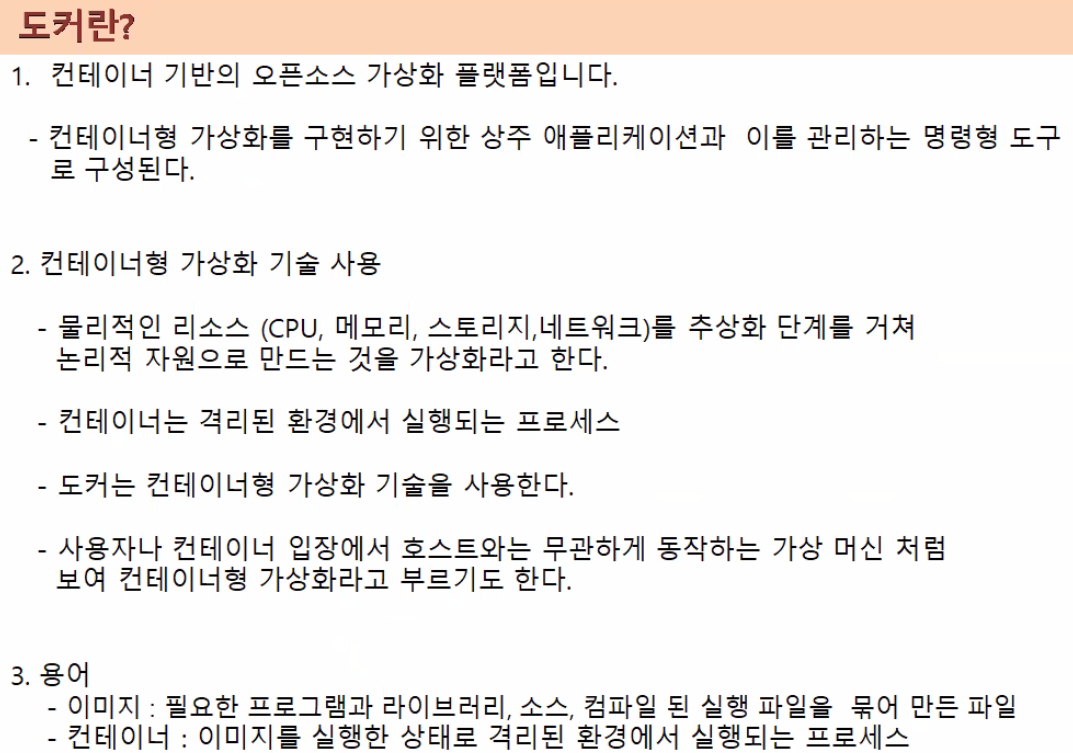 도커란?
1. 컨테이너 기반의 오픈소스 가상화 플랫폼입니다.
- 컨테이너형 가상화를 구현하기 위한 상주 애플리케이션과 이를 관리하는 명령형 도구
로 구성된다.
2. 컨테이너형 가상화 기술 사용
- 물리적인 리소스 (CPU, 메모리, 스토리지,네트워크)를 추상화 단계를 거쳐
논리적 자원으로 만드는 것을 가상화라고 한다.
- 컨테이너는 격리된 환경에서 실행되는 프로세스
- 도커는 컨테이너형 가상화 기술을 사용한다.
- 사용자나 컨테이너 입장에서 호스트와는 무관하게 동작하는 가상 머신 처럼
보여 컨테이너형 가상화라고 부르기도 한다.
3. 용어
- 이미지 : 필요한 프로그램과 라이브러리, 소스, 컴파일 된 실행 파일을 묶어 만든 파일
- 컨테이너 : 이미지를 실행한 상태로 격리된 환경에서 실행되는 프로세스